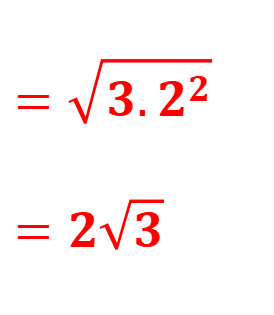 = √3.2²
= 2√3